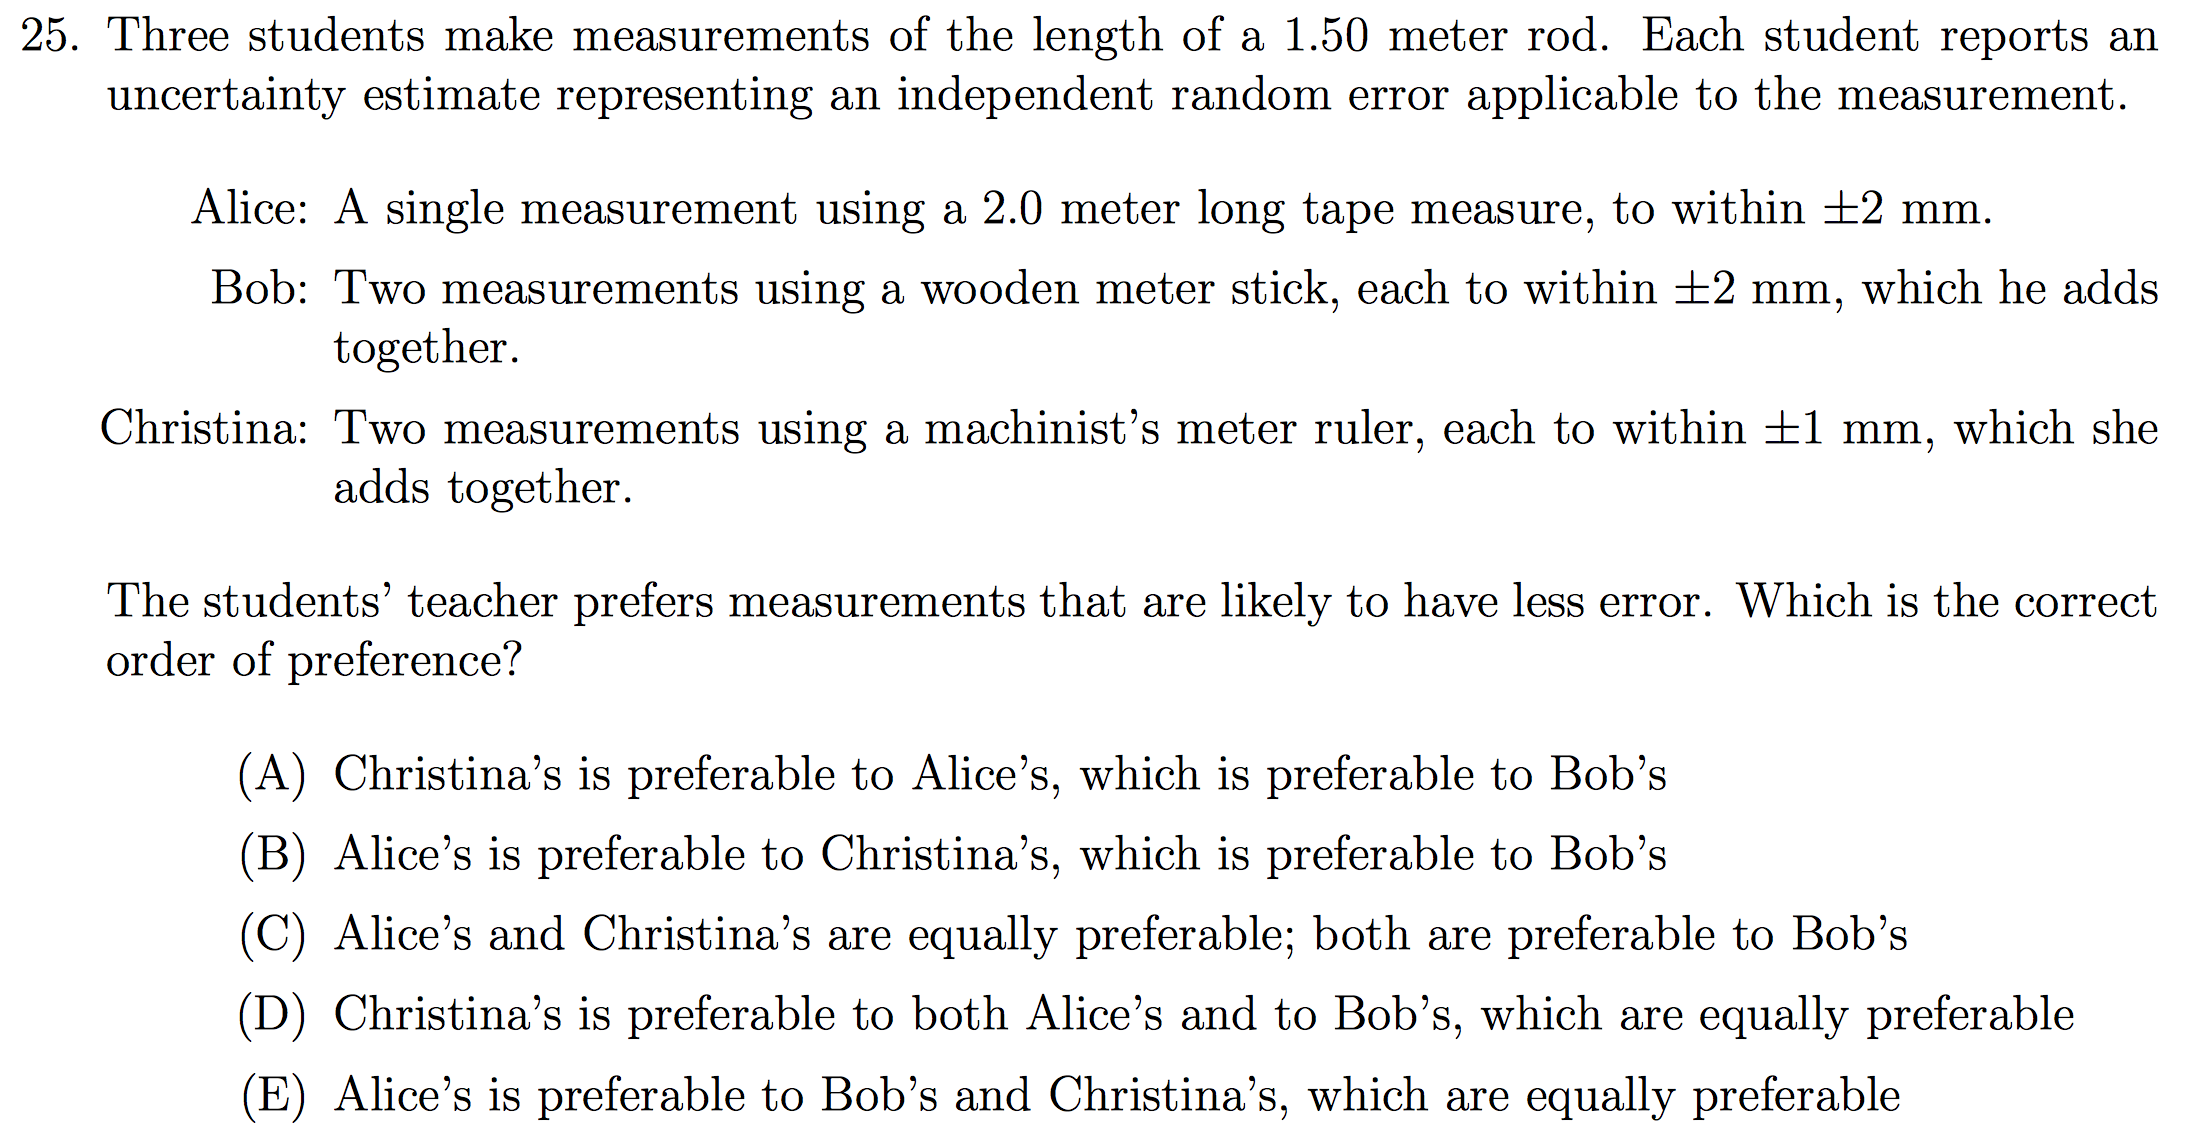 25. Three students make measurements of the length of a 1.50 meter rod. Each student reports an
uncertainty estimate representing an independent random error applicable to the measurement.
Alice: A single measurement using a 2.0 meter long tape measure, to within ±2 mm.
Bob: Two measurements using a wooden meter stick, each to within ±2 mm, which he adds
together.
Christina: Two measurements using a machinist's meter ruler, each to within ±1 mm, which she
adds together.
The students' teacher prefers measurements that are likely to have less error. Which is the correct
order of preference?
(A) Christina's is preferable to Alice's, which is preferable to Bob's
(B) Alice's is preferable to Christina's, which is preferable to Bob's
(C) Alice's and Christina's are equally preferable; both are preferable to Bob's
(D) Christina's is preferable to both Alice's and to Bob's, which are equally preferable
(E) Alice's is preferable to Bob's and Christina's, which are equally preferable